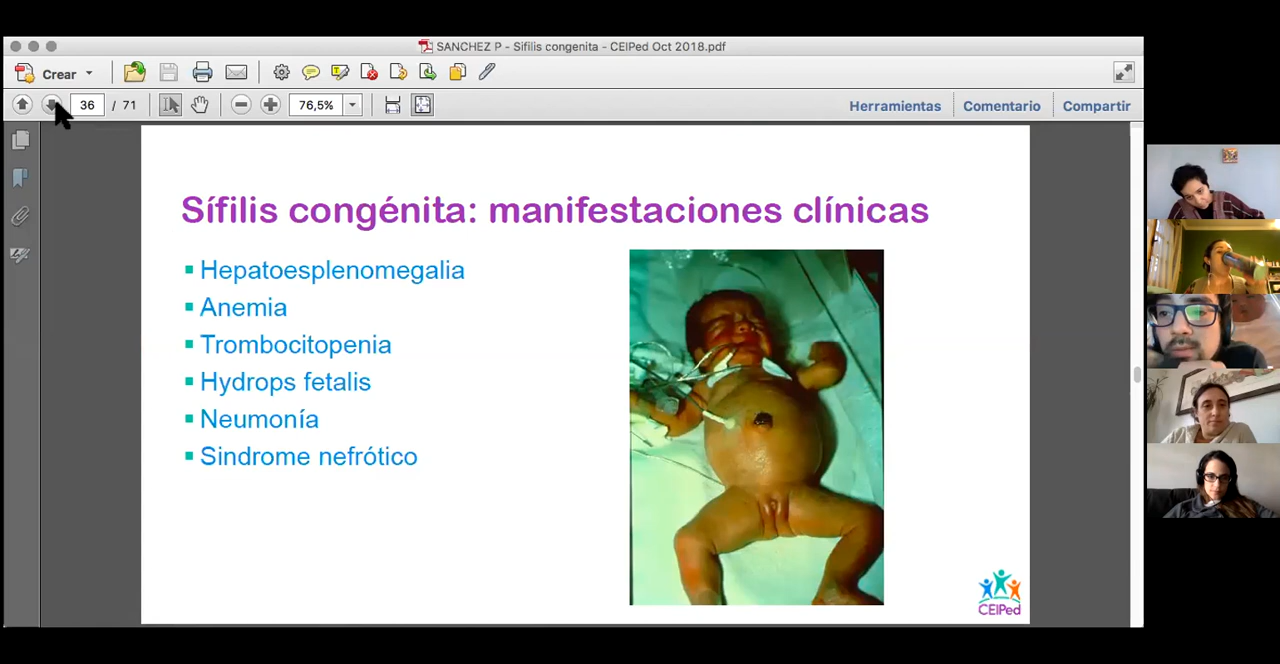 SANCHEZ P - Sifilis congenita - CEIPed Oct 2018.pdf
Crear
36 / 71
76,5%
Herramientas
Comentario
Compartir
Sífilis congénita: manifestaciones clínicas
Hepatoesplenomegalia
Anemia
Trombocitopenia
Hydrops fetalis
Neumonía
Sindrome nefrótico
CEIPed